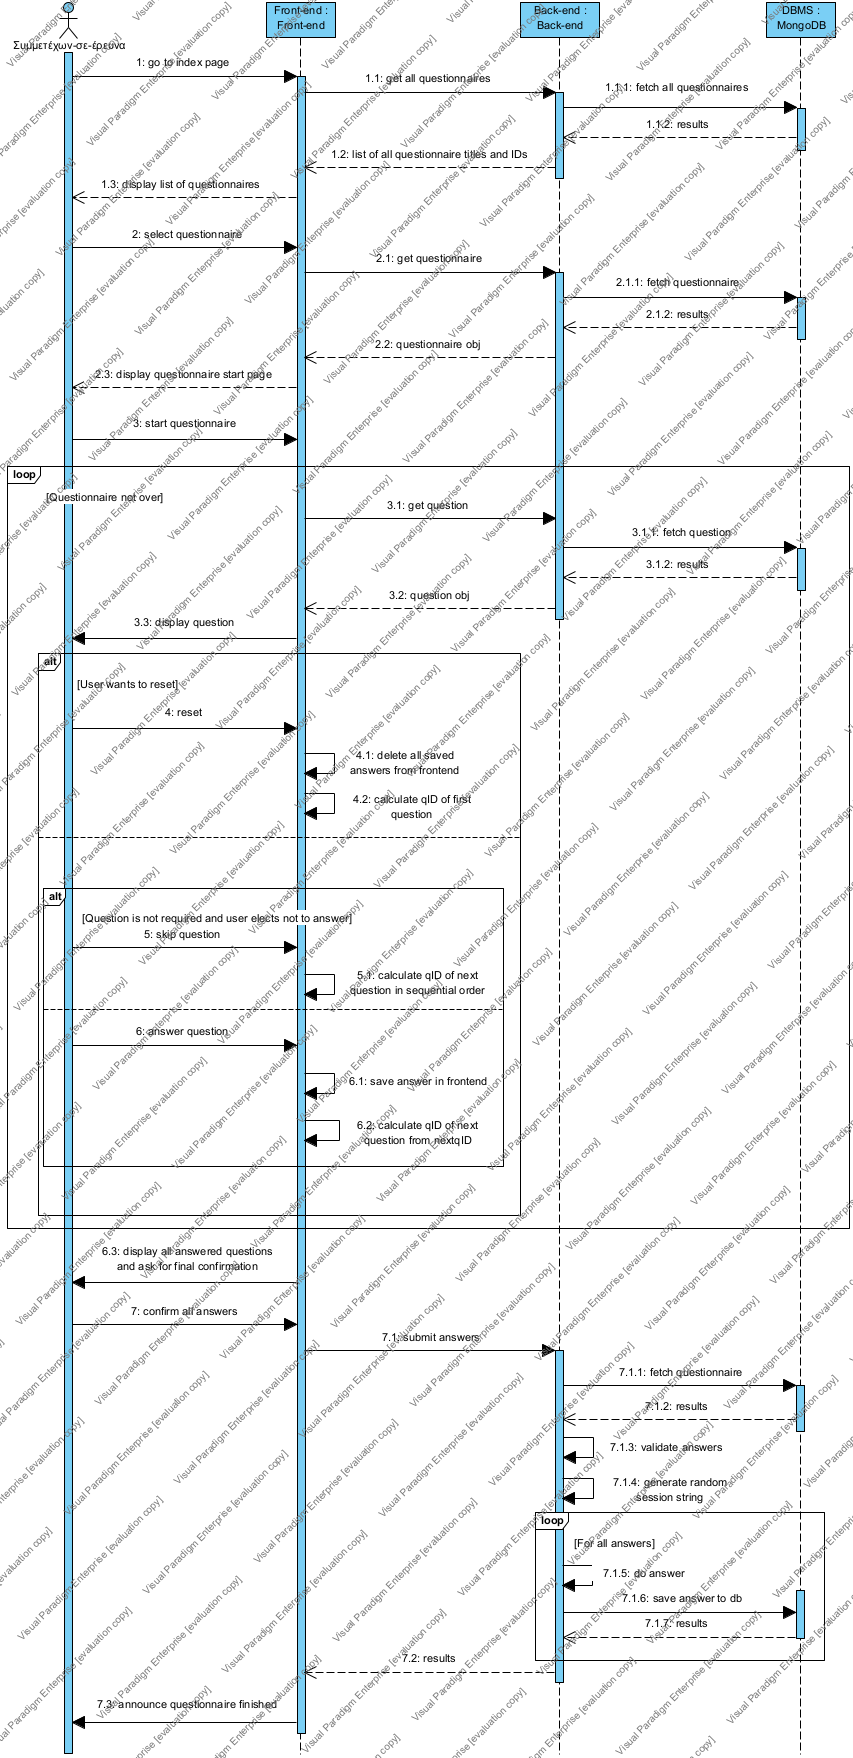 Front-end :
Front-end
Back-end :
Back-end
DBMS :
MongoDB
Συμμετέχων-σε-έρευνα
1: go to index page
1.1: get all questionnaires
1.1.1: fetch all questionnaires
1.1.2: results
1.2: list of all questionnaire titles and IDs
1.3: display list of questionnaires
2: select questionnaire
2.1: get questionnaire
2.1.1: fetch questionnaire
2.1.2: results
2.2: questionnaire obj
2.3: display questionnaire start page
3: start questionnaire
loop
[Questionnaire not over]
3.1: get question
3.1.1: fetch question
3.1.2: results
3.2: question obj
3.3: display question
alt
[User wants to reset]
4: reset
4.1: delete all saved
answers from frontend
4.2: calculate qID of first
question
alt
[Question is not required and user elects not to answer]
5: skip question
5.1: calculate qID of next
question in sequential order
6: answer question
6.1: save answer in frontend
6.2: calculate qID of next
question from nextqID
6.3: display all answered questions
and ask for final confirmation
7: confirm all answers
7.1: submit answers
7.1.1: fetch questionnaire
7.1.2: results
7.1.3: validate answers
7.1.4: generate random
session string
loop
[For all answers]
7.1.5: do answer
7.1.6: save answer to db
7.1.7: results
7.2: results
7.3: announce questionnaire finished
Visual Paradigm Enterprise [evaluation copy]